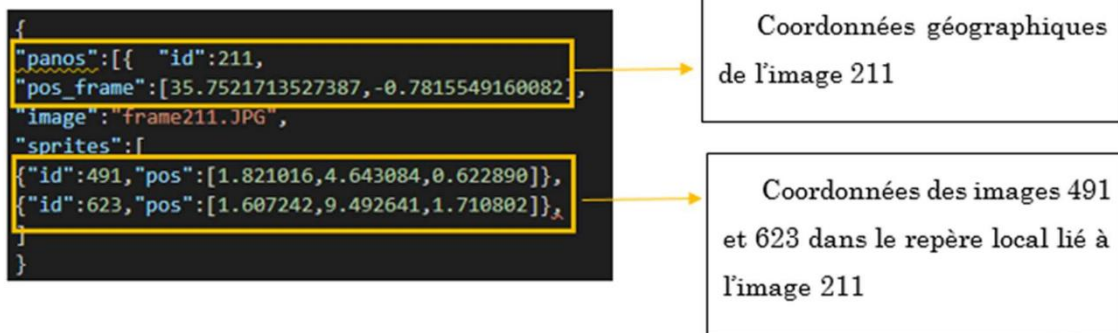 {
"panos":[{ "id":211,
"pos_frame":[35.7521713527387,-0.7815549160082],
"image":"frame211.JPG",
"sprites":[
{"id":491,"pos":[1.821016,4.643084,0.622890]},
{"id":623,"pos":[1.607242,9.492641,1.710802]},
]
}
Coordonnées géographiques
de l'image 211
Coordonnées des images 491
et 623 dans le repère local lié à
l'image 211